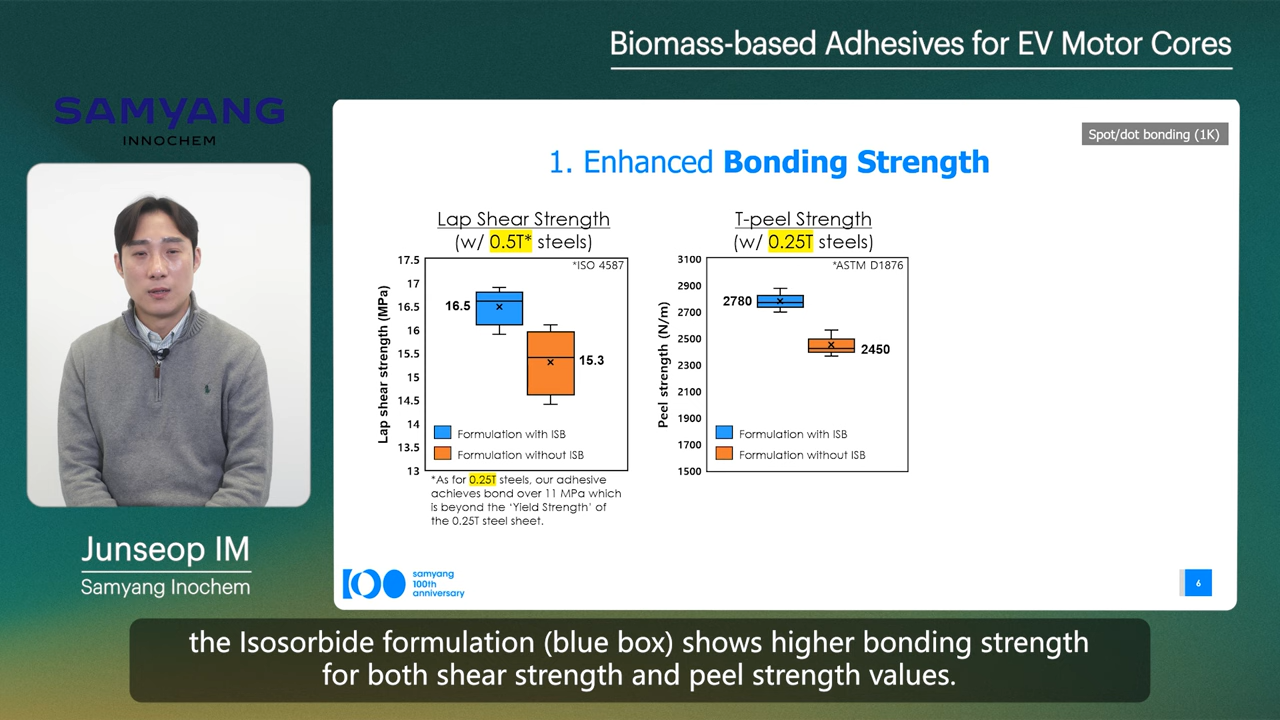 Biomass-based Adhesives for EV Motor Cores
SAMYANG
INNOCHEM
Junseop IM
Samyang Inochem
Spot/dot bonding (1K)
1. Enhanced Bonding Strength
Lap Shear Strength
(w/ 0.5T* steels)
*ISO 4587
Lap shear strength (MPa)
17.5
17
16.5
16
15.5
15
14.5
14
13.5
13
16.5
15.3
Formulation with ISB
Formulation without ISB
*As for 0.25T steels, our adhesive
achieves bond over 11 MPa which
is beyond the ‘Yield Strength’ of
the 0.25T steel sheet.
T-peel Strength
(w/ 0.25T steels)
*ASTM D1876
Peel strength (N/m)
3100
2900
2700
2500
2300
2100
1900
1700
1500
2780
2450
Formulation with ISB
Formulation without ISB
100
samyang
100th
anniversary
6
the Isosorbide formulation (blue box) shows higher bonding strength
for both shear strength and peel strength values.